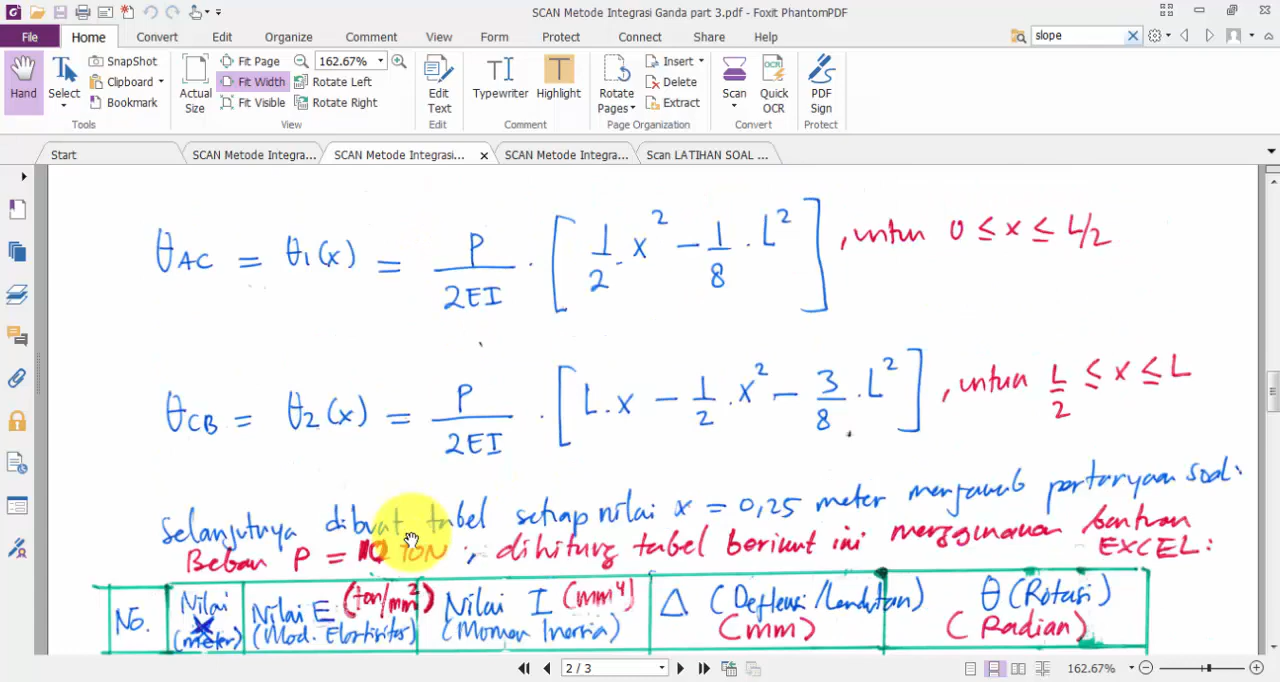 SCAN Metode Integrasi Ganda part 3.pdf - Foxit PhantomPDF
File Home Convert Edit Organize Comment View Form Protect Connect Share Help slope
Hand Select SnapShot Clipboard Bookmark Actual Size Fit Page Fit Width Fit Visible 162.67% Rotate Left Rotate Right Edit Text Typewriter Highlight Rotate Pages Insert Delete Extract Scan Quick OCR PDF Sign
Tools View Edit Comment Page Organization Convert Protect
Start SCAN Metode Integra... SCAN Metode Integrasi... SCAN Metode Integra... Scan LATIHAN SOAL ...
θAC = θ1(x) = P/2EI . [1/2 . x² - 1/8 . L²], untuk 0 ≤ x ≤ L/2
θCB = θ2(x) = P/2EI . [L.x - 1/2 . x² - 3/8 . L²], untuk L/2 ≤ x ≤ L
Selanjutnya dibuat tabel setiap nilai x = 0,25 meter menjawab pertanyaan soal:
Beban P = 10 TON ; dihitung tabel berikut ini menggunakan bantuan EXCEL:
No. Nilai x (meter) Nilai E (ton/mm²) (Mod. Elastisitas) Nilai I (mm⁴) (Momen Inersia) Δ (Defleksi/Lendutan) (mm) θ (Rotasi) (Radian)
2 / 3 162.67%